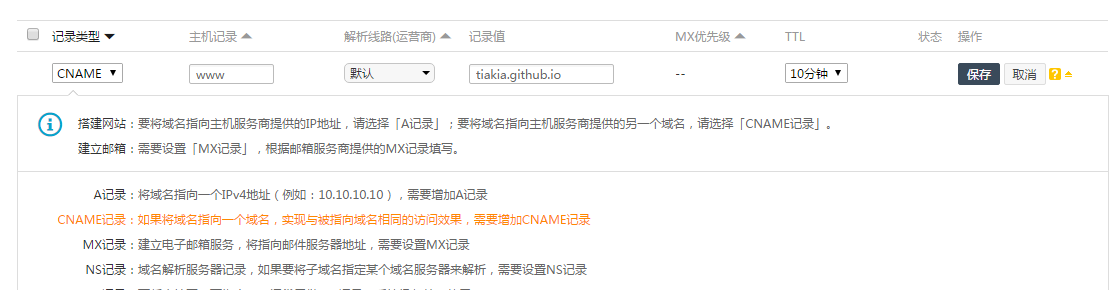 记录类型 主机记录 解析线路(运营商) 记录值 MX优先级 TTL 状态 操作
CNAME www 默认 tiakia.github.io -- 10分钟 保存 取消 ?
搭建网站：要将域名指向主机服务商提供的IP地址，请选择「A记录」；要将域名指向主机服务商提供的另一个域名，请选择「CNAME记录」。
建立邮箱：需要设置「MX记录」，根据邮箱服务商提供的MX记录填写。
A记录：将域名指向一个IPv4地址（例如：10.10.10.10），需要增加A记录
CNAME记录：如果将域名指向一个域名，实现与被指向域名相同的访问效果，需要增加CNAME记录
MX记录：建立电子邮箱服务，将指向邮件服务器地址，需要设置MX记录
NS记录：域名解析服务器记录，如果要将子域名指定某个域名服务器来解析，需要设置NS记录